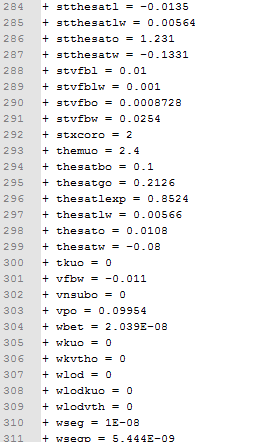 284 + stthesatl = -0.0135
285 + stthesatlw = 0.00564
286 + stthesato = 1.231
287 + stthesatw = -0.1331
288 + stvfbl = 0.01
289 + stvfblw = 0.001
290 + stvfbo = 0.0008728
291 + stvfbw = 0.0254
292 + stxcoro = 2
293 + themuo = 2.4
294 + thesatbo = 0.1
295 + thesatgo = 0.2126
296 + thesatlexp = 0.8524
297 + thesatlw = 0.00566
298 + thesato = 0.0108
299 + thesatw = -0.08
300 + tkuo = 0
301 + vfbw = -0.011
302 + vnsubo = 0
303 + vpo = 0.09954
304 + wbet = 2.039E-08
305 + wkuo = 0
306 + wkvtho = 0
307 + wlod = 0
308 + wlodkuo = 0
309 + wlodvth = 0
310 + wseg = 1E-08
311 + wsegp = 5.444E-09